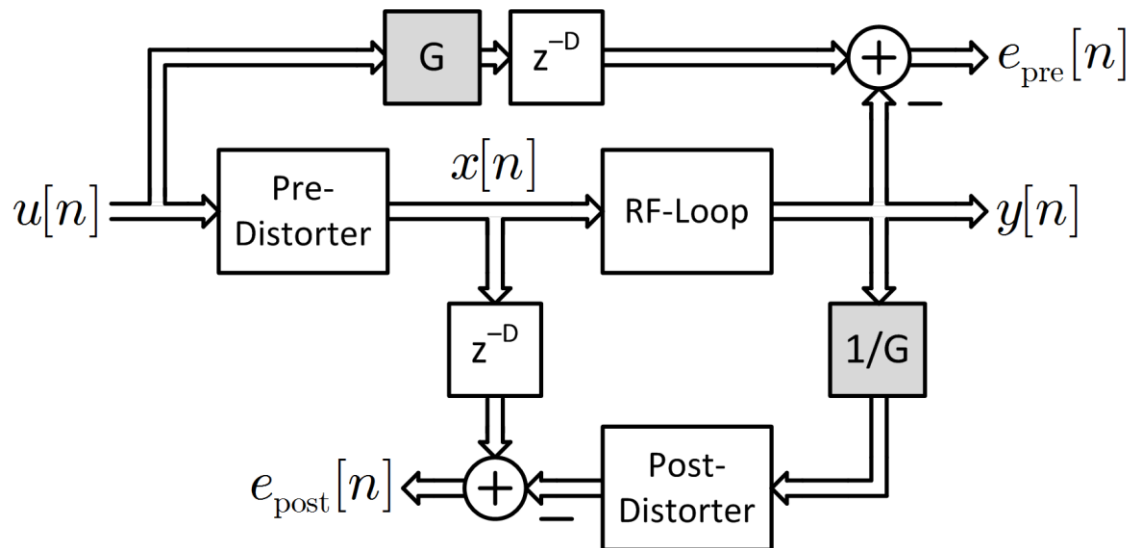 G
z⁻ᴰ
+
e_pre[n]
−
u[n]
Pre-
Distorter
x[n]
RF-Loop
y[n]
z⁻ᴰ
1/G
e_post[n]
+
−
Post-
Distorter